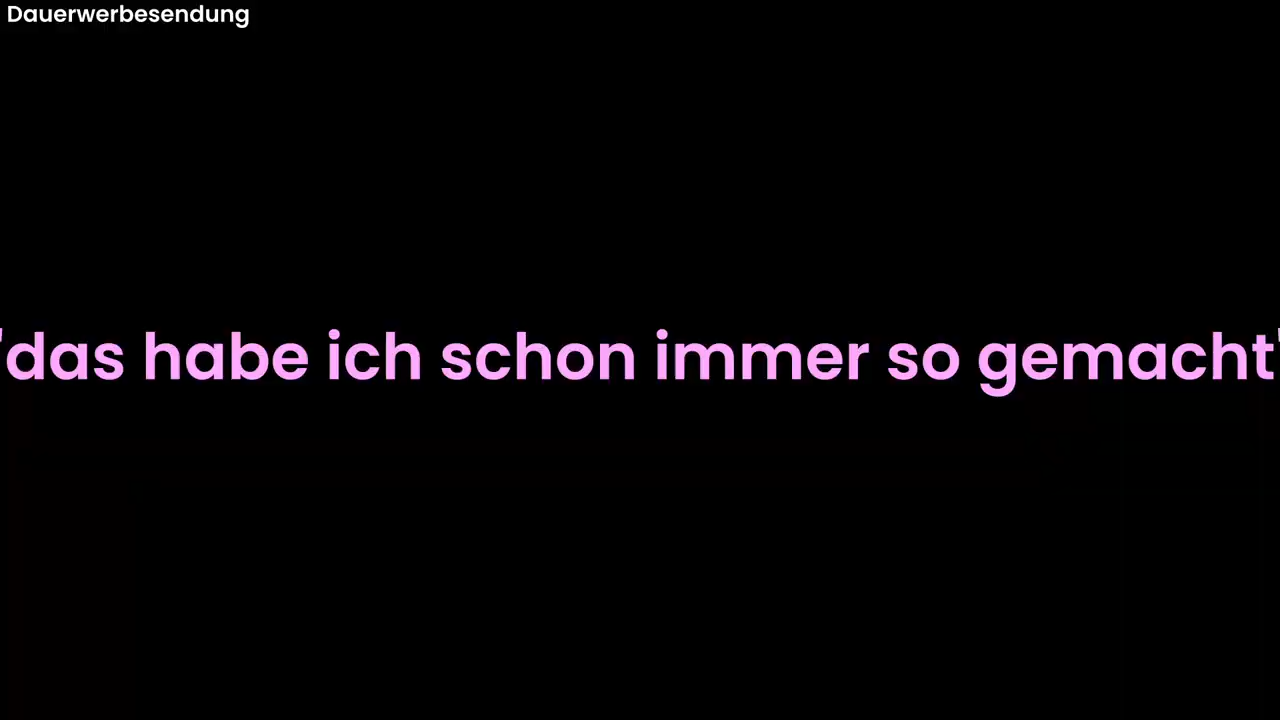 Dauerwerbesendung
"das habe ich schon immer so gemacht"